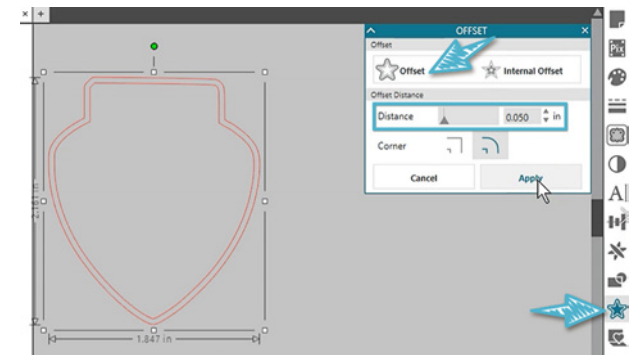 × +
OFFSET
Offset
Offset Internal Offset
Offset Distance
Distance 0.050 in
Corner
Cancel Apply
Pix
A
2.161 in
1.847 in